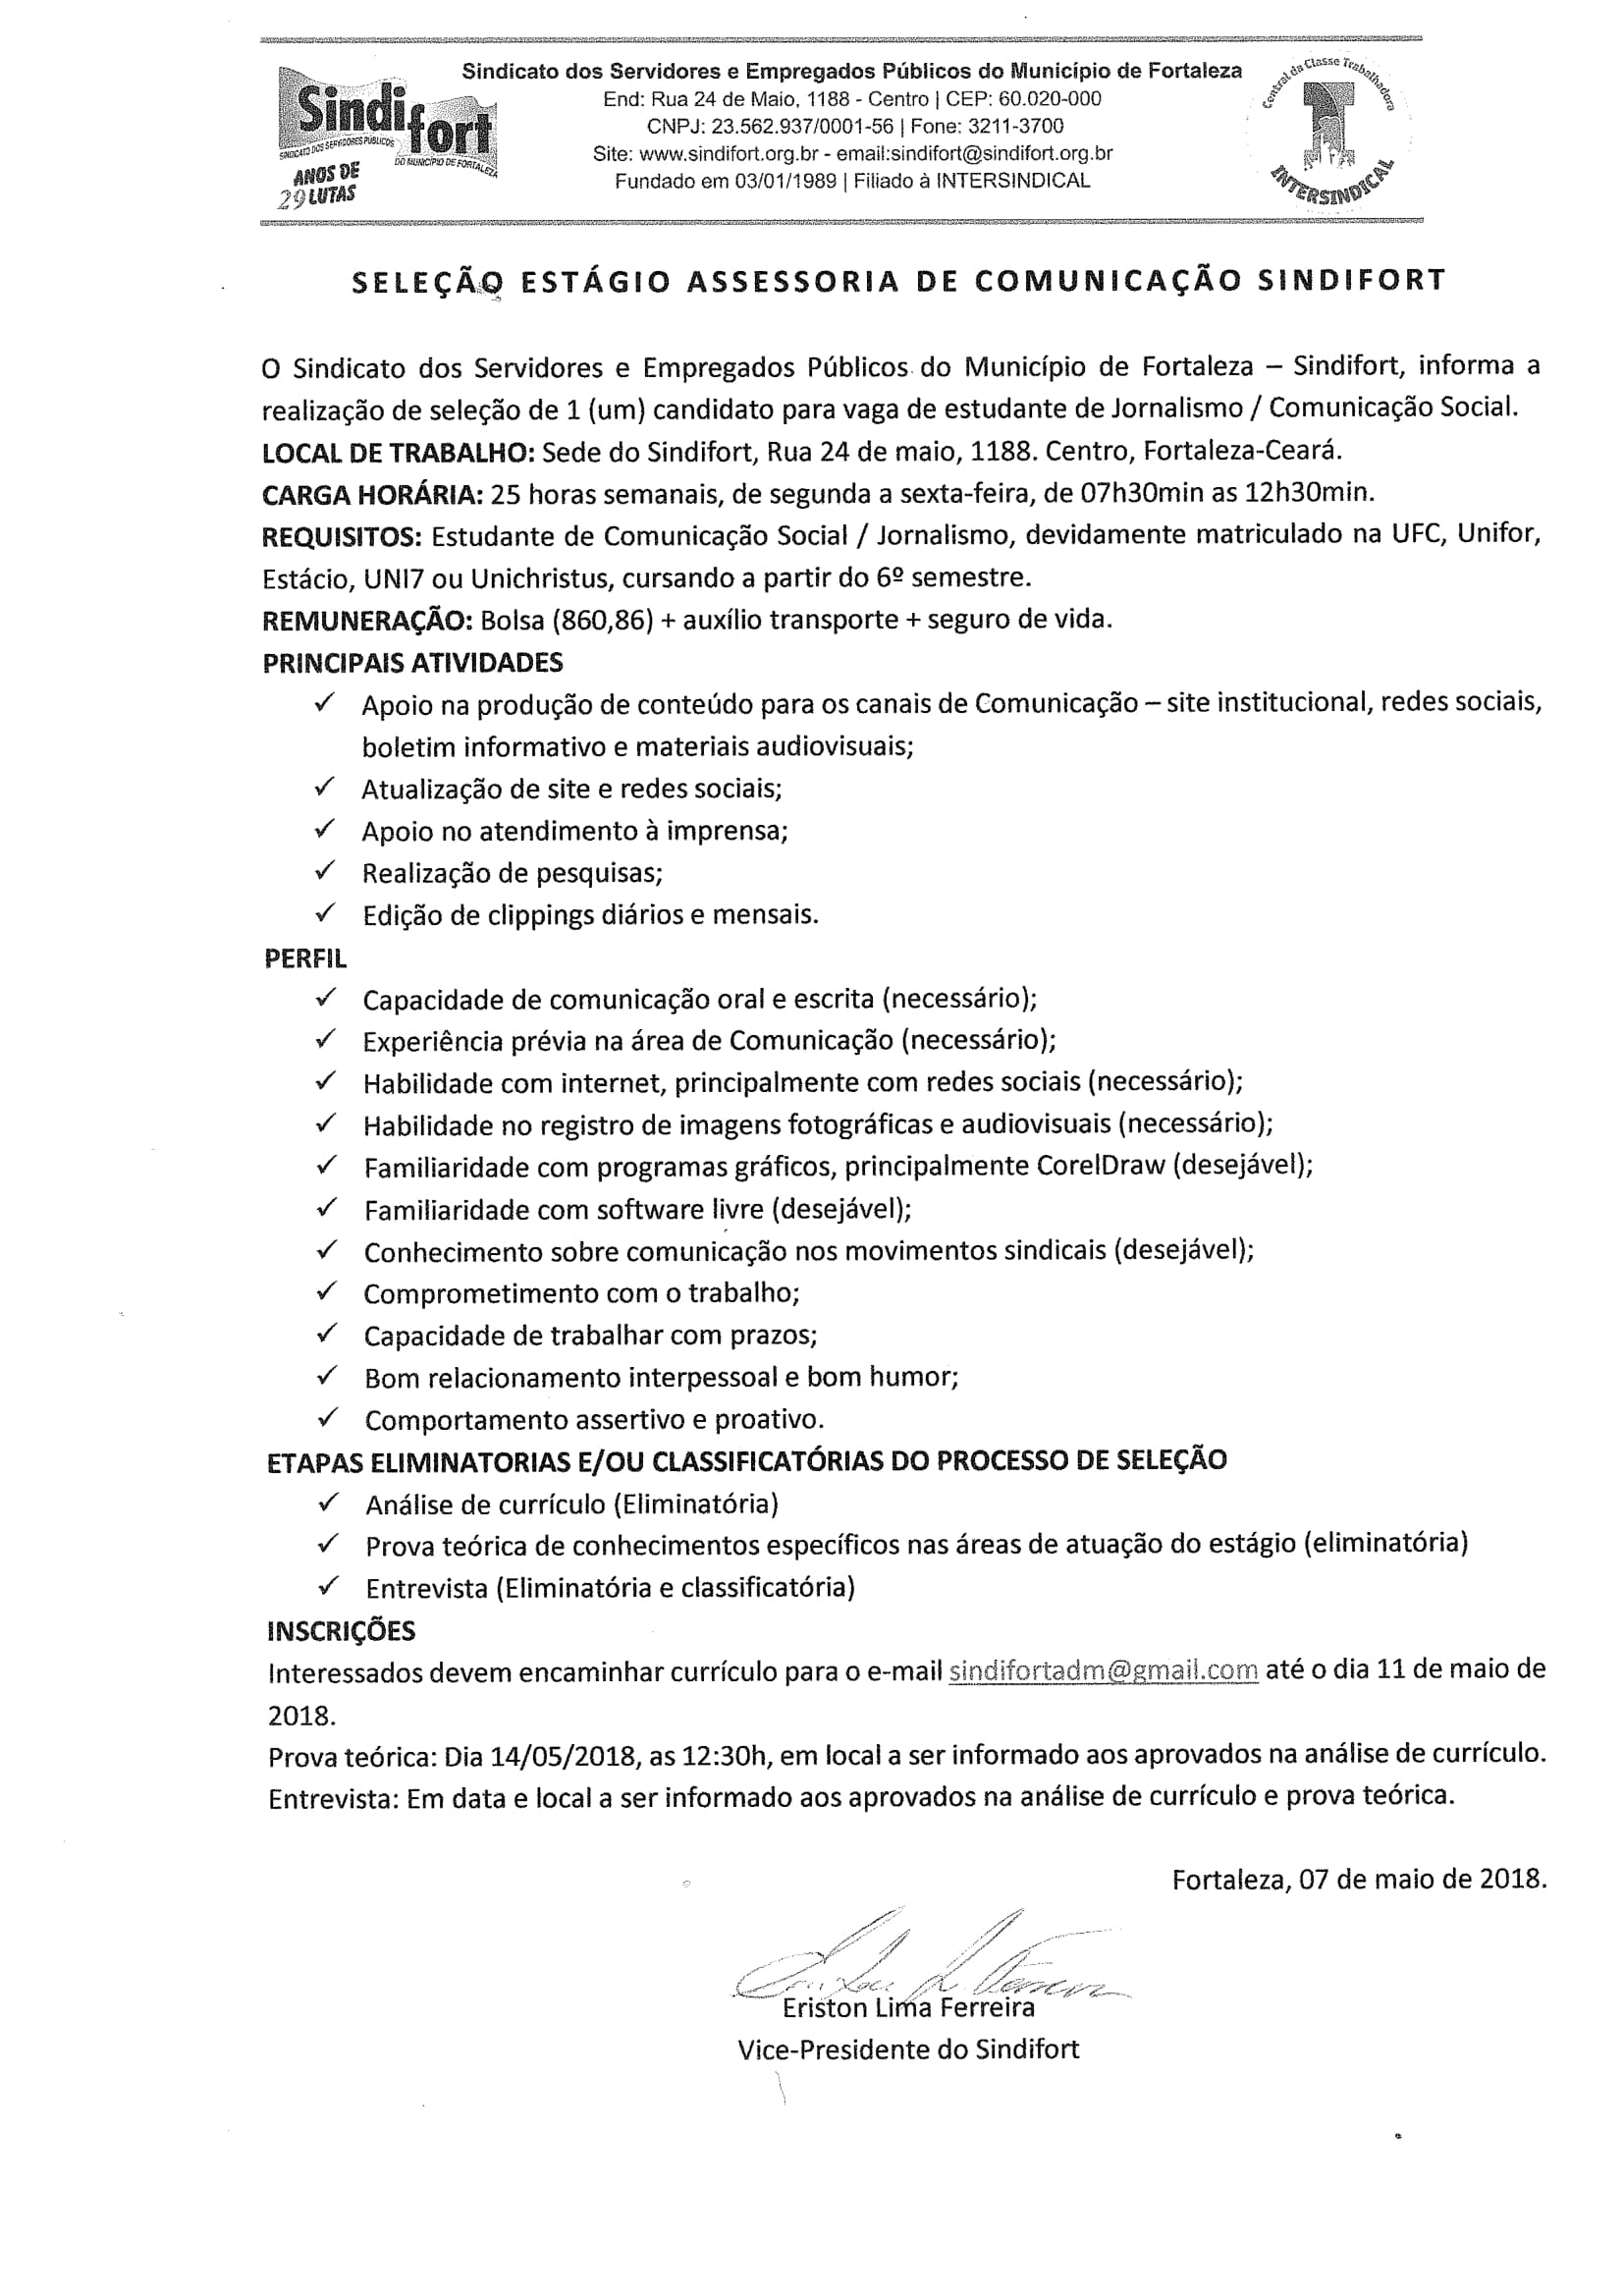 Sindifort
SINDICATO DOS SERVIDORES PÚBLICOS
DO MUNICÍPIO DE FORTALEZA
ANOS DE
29 LUTAS
Sindicato dos Servidores e Empregados Públicos do Município de Fortaleza
End: Rua 24 de Maio, 1188 - Centro | CEP: 60.020-000
CNPJ: 23.562.937/0001-56 | Fone: 3211-3700
Site: www.sindifort.org.br - email:sindifort@sindifort.org.br
Fundado em 03/01/1989 | Filiado à INTERSINDICAL
Central da Classe Trabalhadora
INTERSINDICAL
SELEÇÃO ESTÁGIO ASSESSORIA DE COMUNICAÇÃO SINDIFORT
O Sindicato dos Servidores e Empregados Públicos do Município de Fortaleza – Sindifort, informa a
realização de seleção de 1 (um) candidato para vaga de estudante de Jornalismo / Comunicação Social.
LOCAL DE TRABALHO: Sede do Sindifort, Rua 24 de maio, 1188. Centro, Fortaleza-Ceará.
CARGA HORÁRIA: 25 horas semanais, de segunda a sexta-feira, de 07h30min as 12h30min.
REQUISITOS: Estudante de Comunicação Social / Jornalismo, devidamente matriculado na UFC, Unifor,
Estácio, UNI7 ou Unichristus, cursando a partir do 6º semestre.
REMUNERAÇÃO: Bolsa (860,86) + auxílio transporte + seguro de vida.
PRINCIPAIS ATIVIDADES
✓ Apoio na produção de conteúdo para os canais de Comunicação – site institucional, redes sociais,
boletim informativo e materiais audiovisuais;
✓ Atualização de site e redes sociais;
✓ Apoio no atendimento à imprensa;
✓ Realização de pesquisas;
✓ Edição de clippings diários e mensais.
PERFIL
✓ Capacidade de comunicação oral e escrita (necessário);
✓ Experiência prévia na área de Comunicação (necessário);
✓ Habilidade com internet, principalmente com redes sociais (necessário);
✓ Habilidade no registro de imagens fotográficas e audiovisuais (necessário);
✓ Familiaridade com programas gráficos, principalmente CorelDraw (desejável);
✓ Familiaridade com software livre (desejável);
✓ Conhecimento sobre comunicação nos movimentos sindicais (desejável);
✓ Comprometimento com o trabalho;
✓ Capacidade de trabalhar com prazos;
✓ Bom relacionamento interpessoal e bom humor;
✓ Comportamento assertivo e proativo.
ETAPAS ELIMINATORIAS E/OU CLASSIFICATÓRIAS DO PROCESSO DE SELEÇÃO
✓ Análise de currículo (Eliminatória)
✓ Prova teórica de conhecimentos específicos nas áreas de atuação do estágio (eliminatória)
✓ Entrevista (Eliminatória e classificatória)
INSCRIÇÕES
Interessados devem encaminhar currículo para o e-mail sindifortadm@gmail.com até o dia 11 de maio de
2018.
Prova teórica: Dia 14/05/2018, as 12:30h, em local a ser informado aos aprovados na análise de currículo.
Entrevista: Em data e local a ser informado aos aprovados na análise de currículo e prova teórica.
Fortaleza, 07 de maio de 2018.
Eriston Lima Ferreira
Vice-Presidente do Sindifort